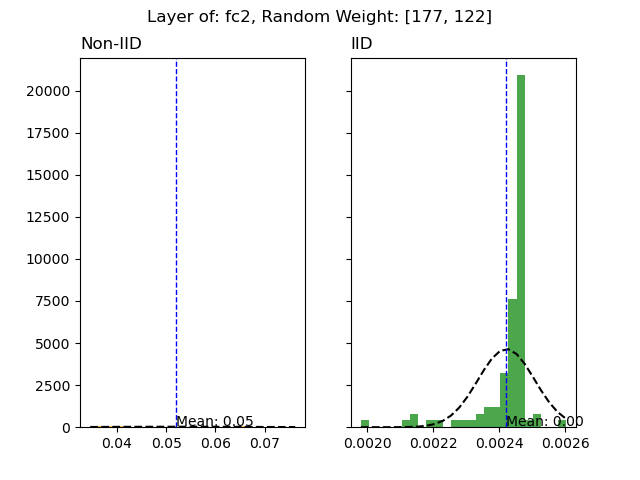 Layer of: fc2, Random Weight: [177, 122]
Non-IID
IID
20000
17500
15000
12500
10000
7500
5000
2500
0
Mean: 0.05
Mean: 0.00
0.04 0.05 0.06 0.07
0.0020 0.0022 0.0024 0.0026